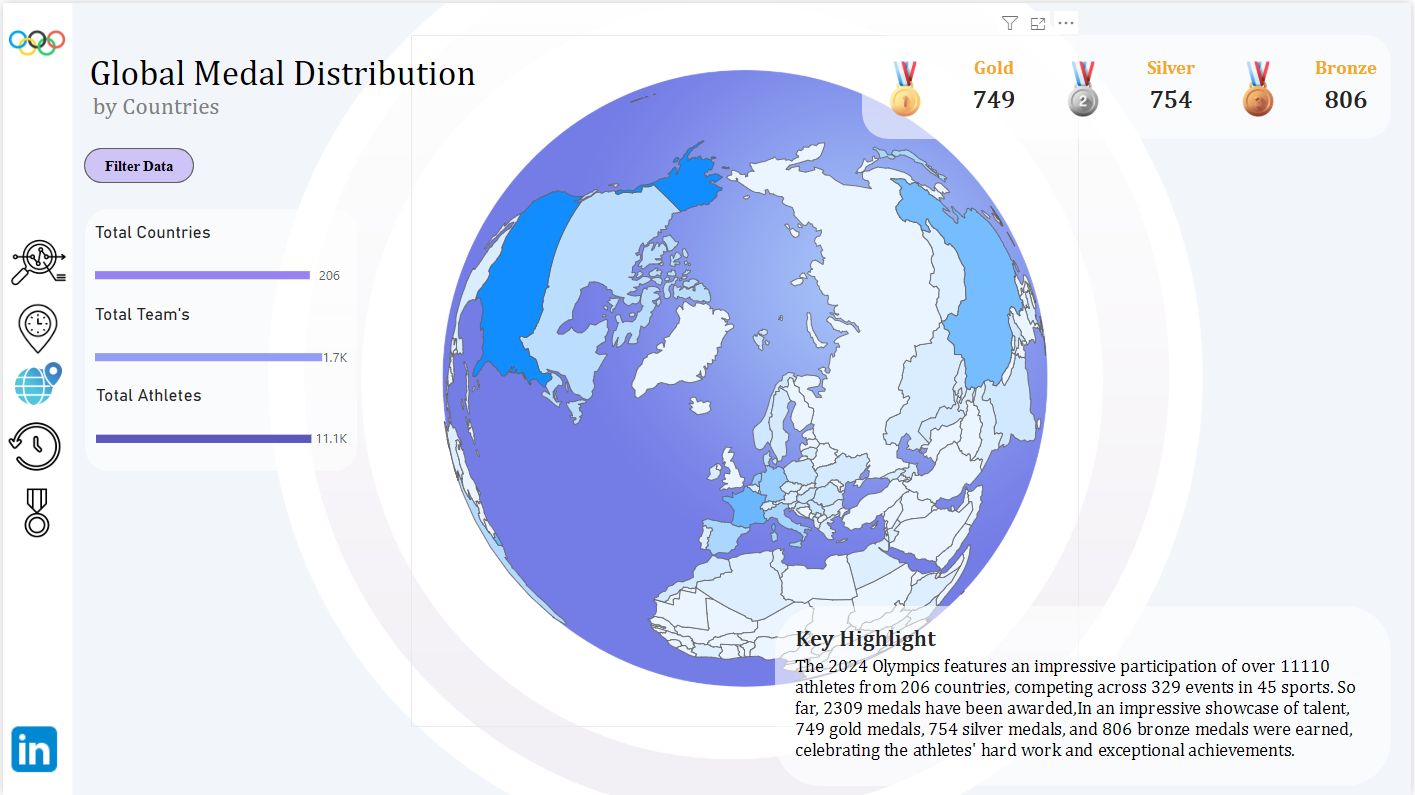 Global Medal Distribution
by Countries
Filter Data
Total Countries
206
Total Team's
1.7K
Total Athletes
11.1K
1
Gold
749
2
Silver
754
3
Bronze
806
Key Highlight
The 2024 Olympics features an impressive participation of over 11110
athletes from 206 countries, competing across 329 events in 45 sports. So
far, 2309 medals have been awarded,In an impressive showcase of talent,
749 gold medals, 754 silver medals, and 806 bronze medals were earned,
celebrating the athletes' hard work and exceptional achievements.
in